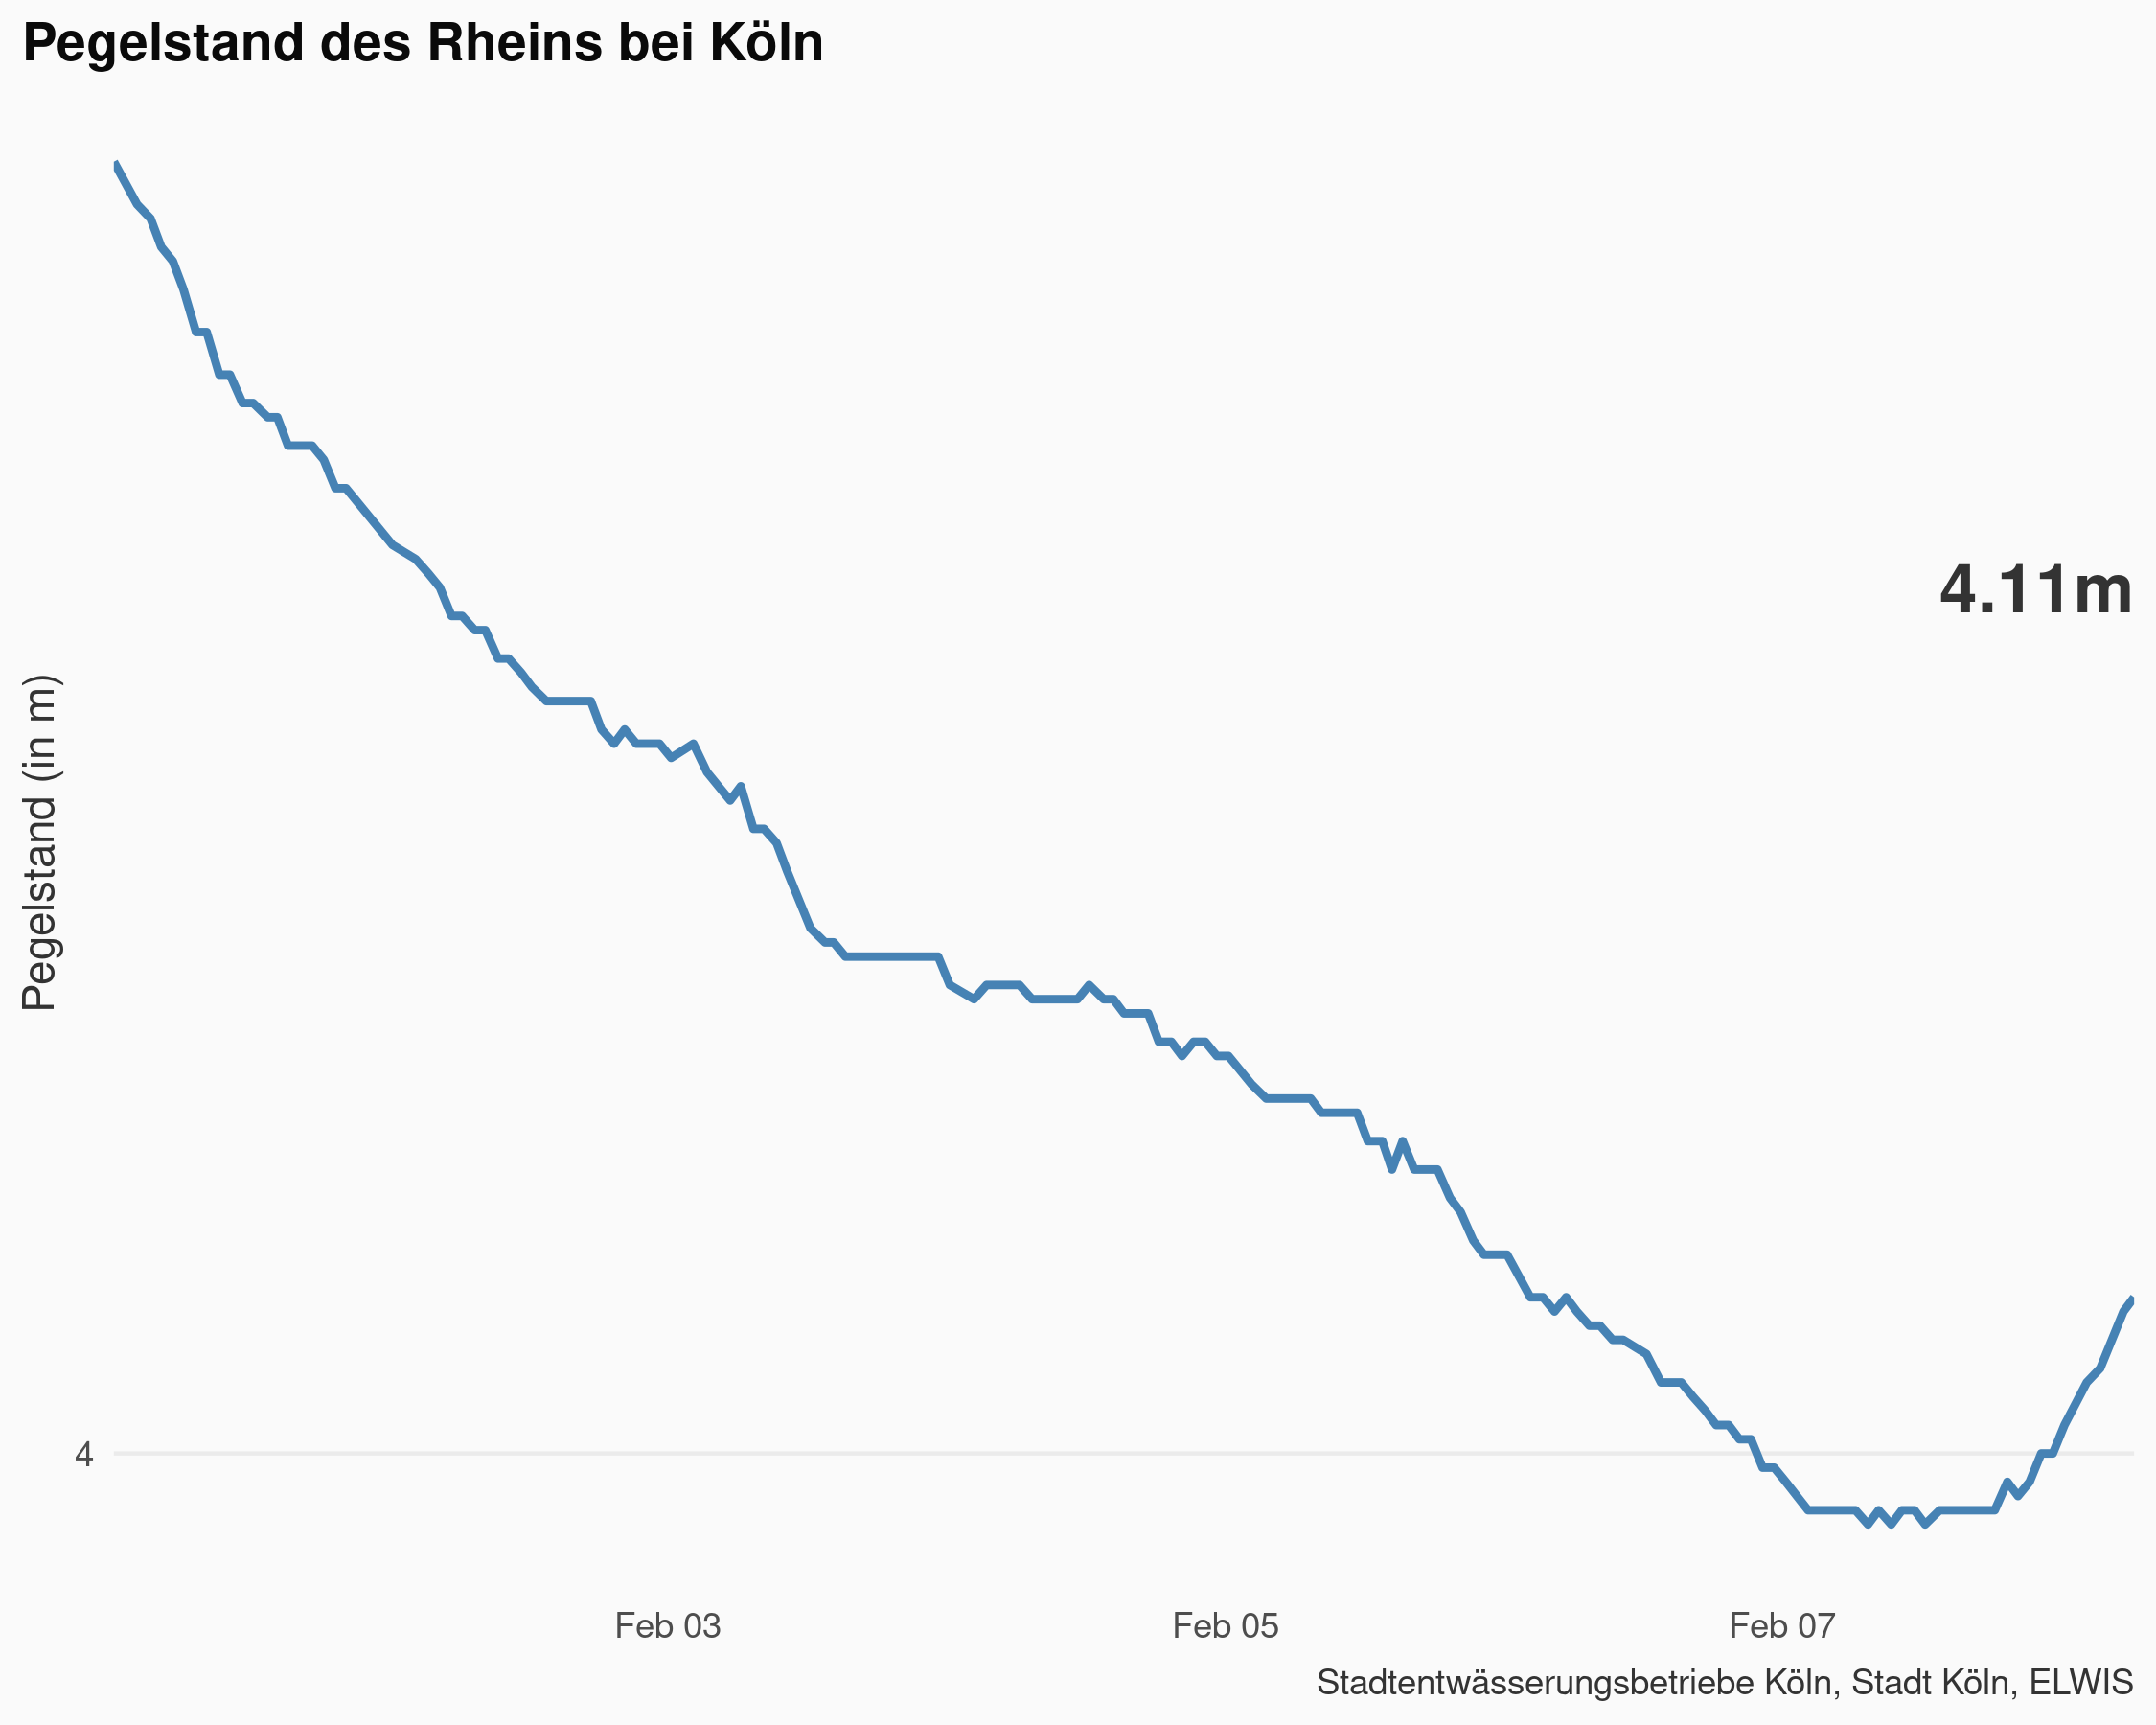 Pegelstand des Rheins bei Köln
4.11m
Pegelstand (in m)
4
Feb 03
Feb 05
Feb 07
Stadtentwässerungsbetriebe Köln, Stadt Köln, ELWIS